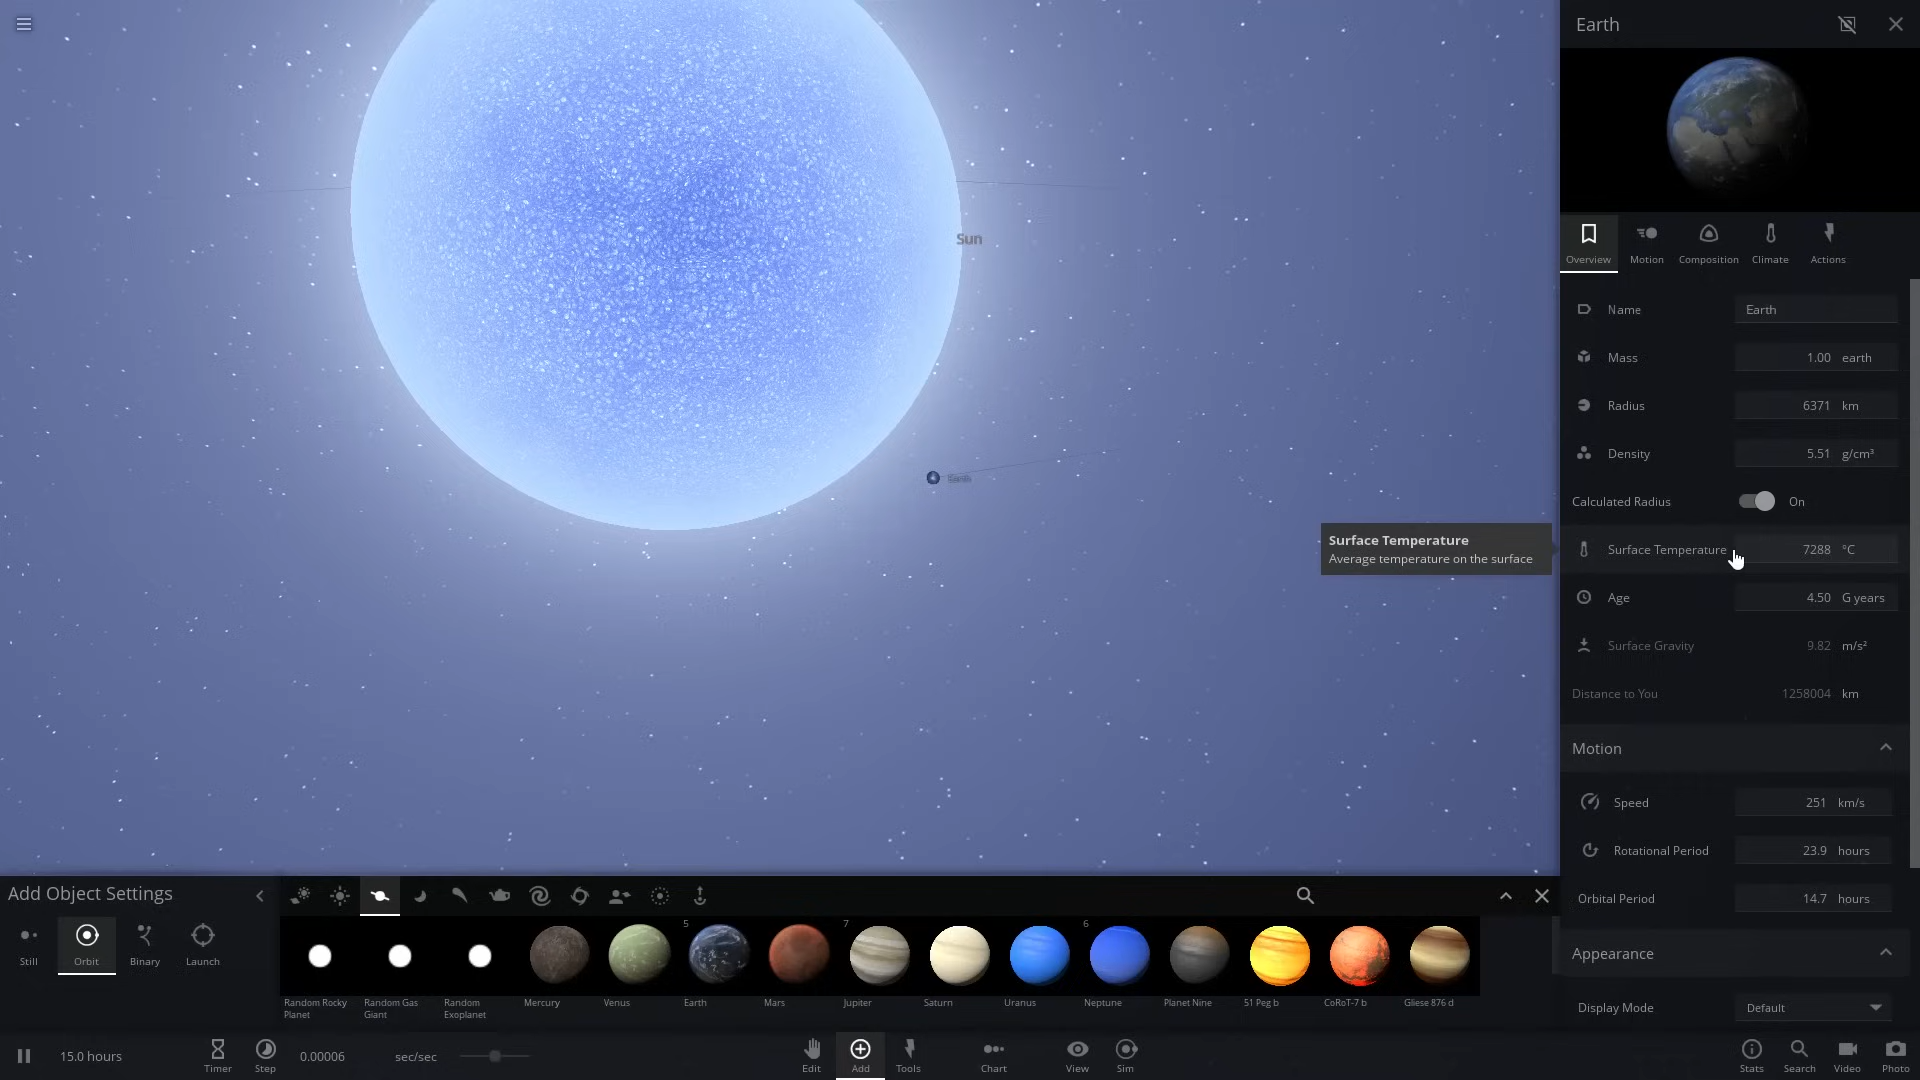 Earth
Sun
Earth
Overview
Motion
Composition
Climate
Actions
Name
Earth
Mass
1.00 earth
Radius
6371 km
Density
5.51 g/cm³
Calculated Radius
On
Surface Temperature
Average temperature on the surface
Surface Temperature
7288 °C
Age
4.50 G years
Surface Gravity
9.82 m/s²
Distance to You
1258004 km
Motion
Speed
251 km/s
Rotational Period
23.9 hours
Orbital Period
14.7 hours
Appearance
Display Mode
Default
Add Object Settings
Still
Orbit
Binary
Launch
5
7
6
Random Rocky
Planet
Random Gas
Giant
Random
Exoplanet
Mercury
Venus
Earth
Mars
Jupiter
Saturn
Uranus
Neptune
Planet Nine
51 Peg b
CoRoT-7 b
Gliese 876 d
15.0 hours
Timer
Step
0.00006
sec/sec
Edit
Add
Tools
Chart
View
Sim
Stats
Search
Video
Photo